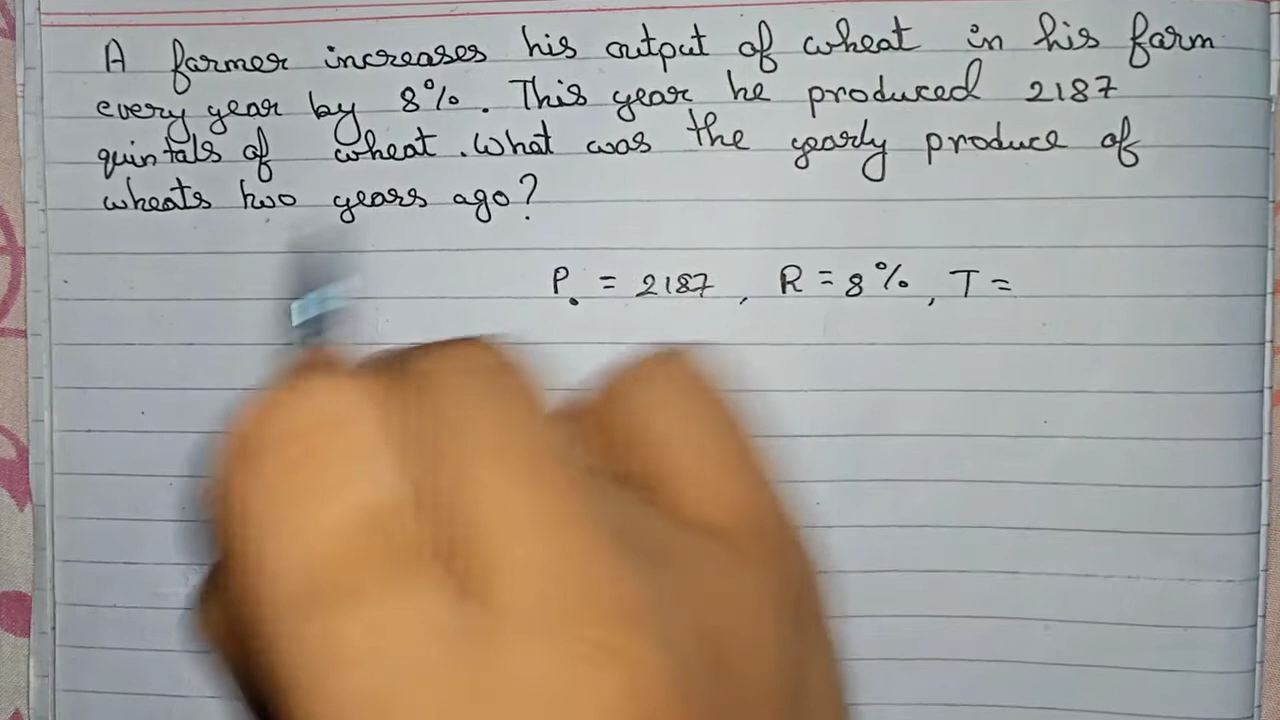 A farmer increases his output of wheat in his farm
every year by 8%. This year he produced 2187
quintals of wheat. What was the yearly produce of
wheats two years ago?
P. = 2187, R = 8%, T =